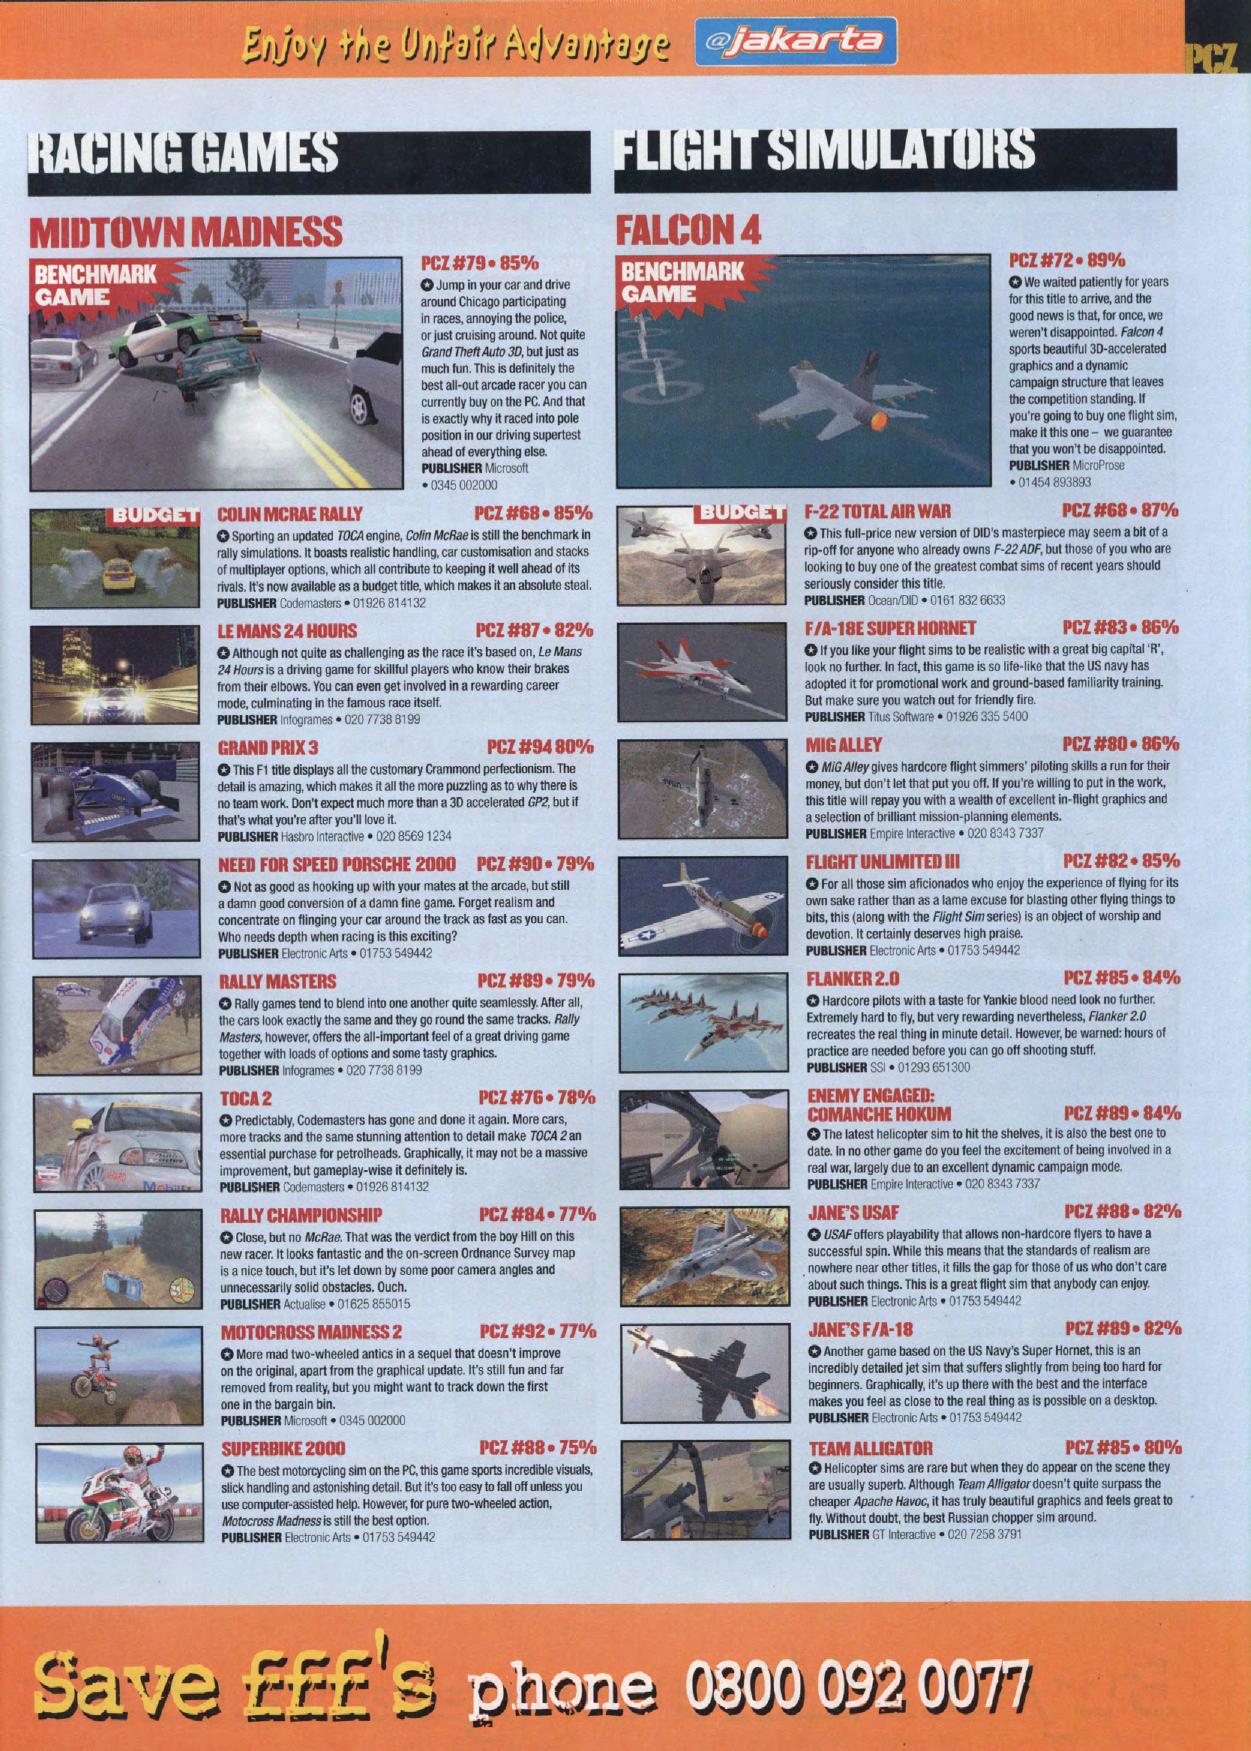 Enjoy the Unfair Advantage @jakarta
PCZ
RACING GAMES
MIDTOWN MADNESS
BENCHMARK
GAME
PCZ #79 • 85%
Jump in your car and drive
around Chicago participating
in races, annoying the police,
or just cruising around. Not quite
Grand Theft Auto 3D, but just as
much fun. This is definitely the
best all-out arcade racer you can
currently buy on the PC. And that
is exactly why it raced into pole
position in our driving supertest
ahead of everything else.
PUBLISHER Microsoft
• 0345 002000
BUDGET
COLIN MCRAE RALLY PCZ #68 • 85%
Sporting an updated TOCA engine, Colin McRae is still the benchmark in
rally simulations. It boasts realistic handling, car customisation and stacks
of multiplayer options, which all contribute to keeping it well ahead of its
rivals. It's now available as a budget title, which makes it an absolute steal.
PUBLISHER Codemasters • 01926 814132
LE MANS 24 HOURS PCZ #87 • 82%
Although not quite as challenging as the race it's based on, Le Mans
24 Hours is a driving game for skillful players who know their brakes
from their elbows. You can even get involved in a rewarding career
mode, culminating in the famous race itself.
PUBLISHER Infogrames • 020 7738 8199
GRAND PRIX 3 PCZ #94 80%
This F1 title displays all the customary Crammond perfectionism. The
detail is amazing, which makes it all the more puzzling as to why there is
no team work. Don't expect much more than a 3D accelerated GP2, but if
that's what you're after you'll love it.
PUBLISHER Hasbro Interactive • 020 8569 1234
NEED FOR SPEED PORSCHE 2000 PCZ #90 • 79%
Not as good as hooking up with your mates at the arcade, but still
a damn good conversion of a damn fine game. Forget realism and
concentrate on flinging your car around the track as fast as you can.
Who needs depth when racing is this exciting?
PUBLISHER Electronic Arts • 01753 549442
RALLY MASTERS PCZ #89 • 79%
Rally games tend to blend into one another quite seamlessly. After all,
the cars look exactly the same and they go round the same tracks. Rally
Masters, however, offers the all-important feel of a great driving game
together with loads of options and some tasty graphics.
PUBLISHER Infogrames • 020 7738 8199
TOCA 2 PCZ #76 • 78%
Predictably, Codemasters has gone and done it again. More cars,
more tracks and the same stunning attention to detail make TOCA 2 an
essential purchase for petrolheads. Graphically, it may not be a massive
improvement, but gameplay-wise it definitely is.
PUBLISHER Codemasters • 01926 814132
RALLY CHAMPIONSHIP PCZ #84 • 77%
Close, but no McRae. That was the verdict from the boy Hill on this
new racer. It looks fantastic and the on-screen Ordnance Survey map
is a nice touch, but it's let down by some poor camera angles and
unnecessarily solid obstacles. Ouch.
PUBLISHER Actualise • 01625 855015
MOTOCROSS MADNESS 2 PCZ #92 • 77%
More mad two-wheeled antics in a sequel that doesn't improve
on the original, apart from the graphical update. It's still fun and far
removed from reality, but you might want to track down the first
one in the bargain bin.
PUBLISHER Microsoft • 0345 002000
SUPERBIKE 2000 PCZ #88 • 75%
The best motorcycling sim on the PC, this game sports incredible visuals,
slick handling and astonishing detail. But it's too easy to fall off unless you
use computer-assisted help. However, for pure two-wheeled action,
Motocross Madness is still the best option.
PUBLISHER Electronic Arts • 01753 549442
FLIGHT SIMULATORS
FALCON 4
BENCHMARK
GAME
PCZ #72 • 89%
We waited patiently for years
for this title to arrive, and the
good news is that, for once, we
weren't disappointed. Falcon 4
sports beautiful 3D-accelerated
graphics and a dynamic
campaign structure that leaves
the competition standing. If
you're going to buy one flight sim,
make it this one – we guarantee
that you won't be disappointed.
PUBLISHER MicroProse
• 01454 893893
BUDGET
F-22 TOTAL AIR WAR PCZ #68 • 87%
This full-price new version of DID's masterpiece may seem a bit of a
rip-off for anyone who already owns F-22 ADF, but those of you who are
looking to buy one of the greatest combat sims of recent years should
seriously consider this title.
PUBLISHER Ocean/DID • 0161 832 6633
F/A-18E SUPER HORNET PCZ #83 • 86%
If you like your flight sims to be realistic with a great big capital 'R',
look no further. In fact, this game is so life-like that the US navy has
adopted it for promotional work and ground-based familiarity training.
But make sure you watch out for friendly fire.
PUBLISHER Titus Software • 01926 335 5400
MIG ALLEY PCZ #80 • 86%
MiG Alley gives hardcore flight simmers' piloting skills a run for their
money, but don't let that put you off. If you're willing to put in the work,
this title will repay you with a wealth of excellent in-flight graphics and
a selection of brilliant mission-planning elements.
PUBLISHER Empire Interactive • 020 8343 7337
FLIGHT UNLIMITED III PCZ #82 • 85%
For all those sim aficionados who enjoy the experience of flying for its
own sake rather than as a lame excuse for blasting other flying things to
bits, this (along with the Flight Sim series) is an object of worship and
devotion. It certainly deserves high praise.
PUBLISHER Electronic Arts • 01753 549442
FLANKER 2.0 PCZ #85 • 84%
Hardcore pilots with a taste for Yankie blood need look no further.
Extremely hard to fly, but very rewarding nevertheless, Flanker 2.0
recreates the real thing in minute detail. However, be warned: hours of
practice are needed before you can go off shooting stuff.
PUBLISHER SSI • 01293 651300
ENEMY ENGAGED:
COMANCHE HOKUM PCZ #89 • 84%
The latest helicopter sim to hit the shelves, it is also the best one to
date. In no other game do you feel the excitement of being involved in a
real war, largely due to an excellent dynamic campaign mode.
PUBLISHER Empire Interactive • 020 8343 7337
JANE'S USAF PCZ #88 • 82%
USAF offers playability that allows non-hardcore flyers to have a
successful spin. While this means that the standards of realism are
nowhere near other titles, it fills the gap for those of us who don't care
about such things. This is a great flight sim that anybody can enjoy.
PUBLISHER Electronic Arts • 01753 549442
JANE'S F/A-18 PCZ #89 • 82%
Another game based on the US Navy's Super Hornet, this is an
incredibly detailed jet sim that suffers slightly from being too hard for
beginners. Graphically, it's up there with the best and the interface
makes you feel as close to the real thing as is possible on a desktop.
PUBLISHER Electronic Arts • 01753 549442
TEAM ALLIGATOR PCZ #85 • 80%
Helicopter sims are rare but when they do appear on the scene they
are usually superb. Although Team Alligator doesn't quite surpass the
cheaper Apache Havoc, it has truly beautiful graphics and feels great to
fly. Without doubt, the best Russian chopper sim around.
PUBLISHER GT Interactive • 020 7258 3791
Save £££'s phone 0800 092 0077